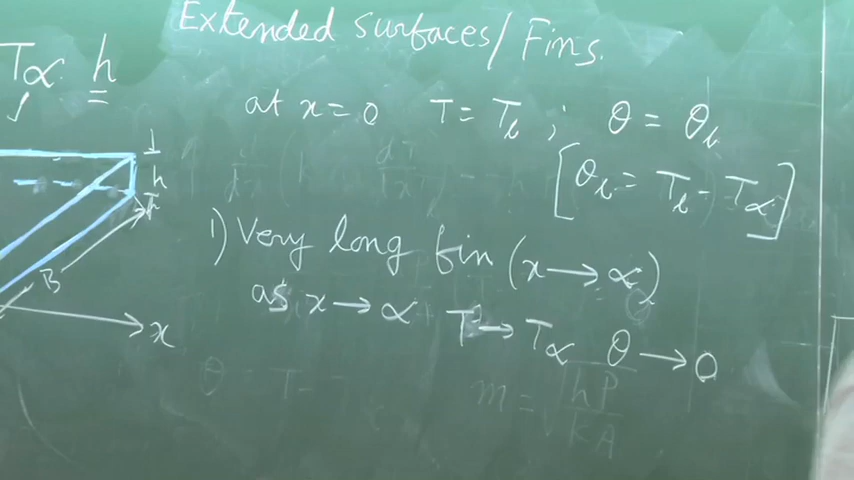 Extended surfaces/Fins.
T∝ h
at x=0 T=Tb ; θ=θb
[θb=Tb-T∝]
1) Very long fin (x→∝)
as x→∝ T→T∝ θ→0
h
B
x
θ = T-
m=√hP/KA